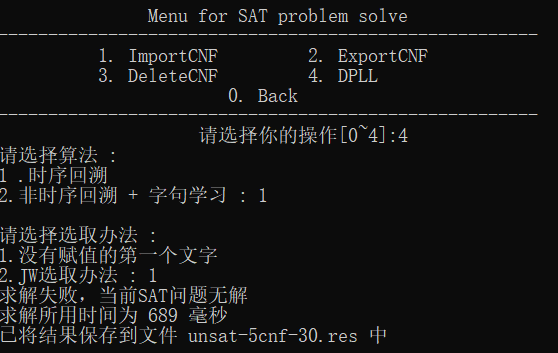 Menu for SAT problem solve
------------------------------------------------------
1. ImportCNF 2. ExportCNF
3. DeleteCNF 4. DPLL
0. Back
------------------------------------------------------
请选择你的操作[0~4]:4
请选择算法 :
1 .时序回溯
2.非时序回溯 + 字句学习 : 1
请选择选取办法 :
1.没有赋值的第一个文字
2.JW选取办法 : 1
求解失败，当前SAT问题无解
求解所用时间为 689 毫秒
已将结果保存到文件 unsat-5cnf-30.res 中